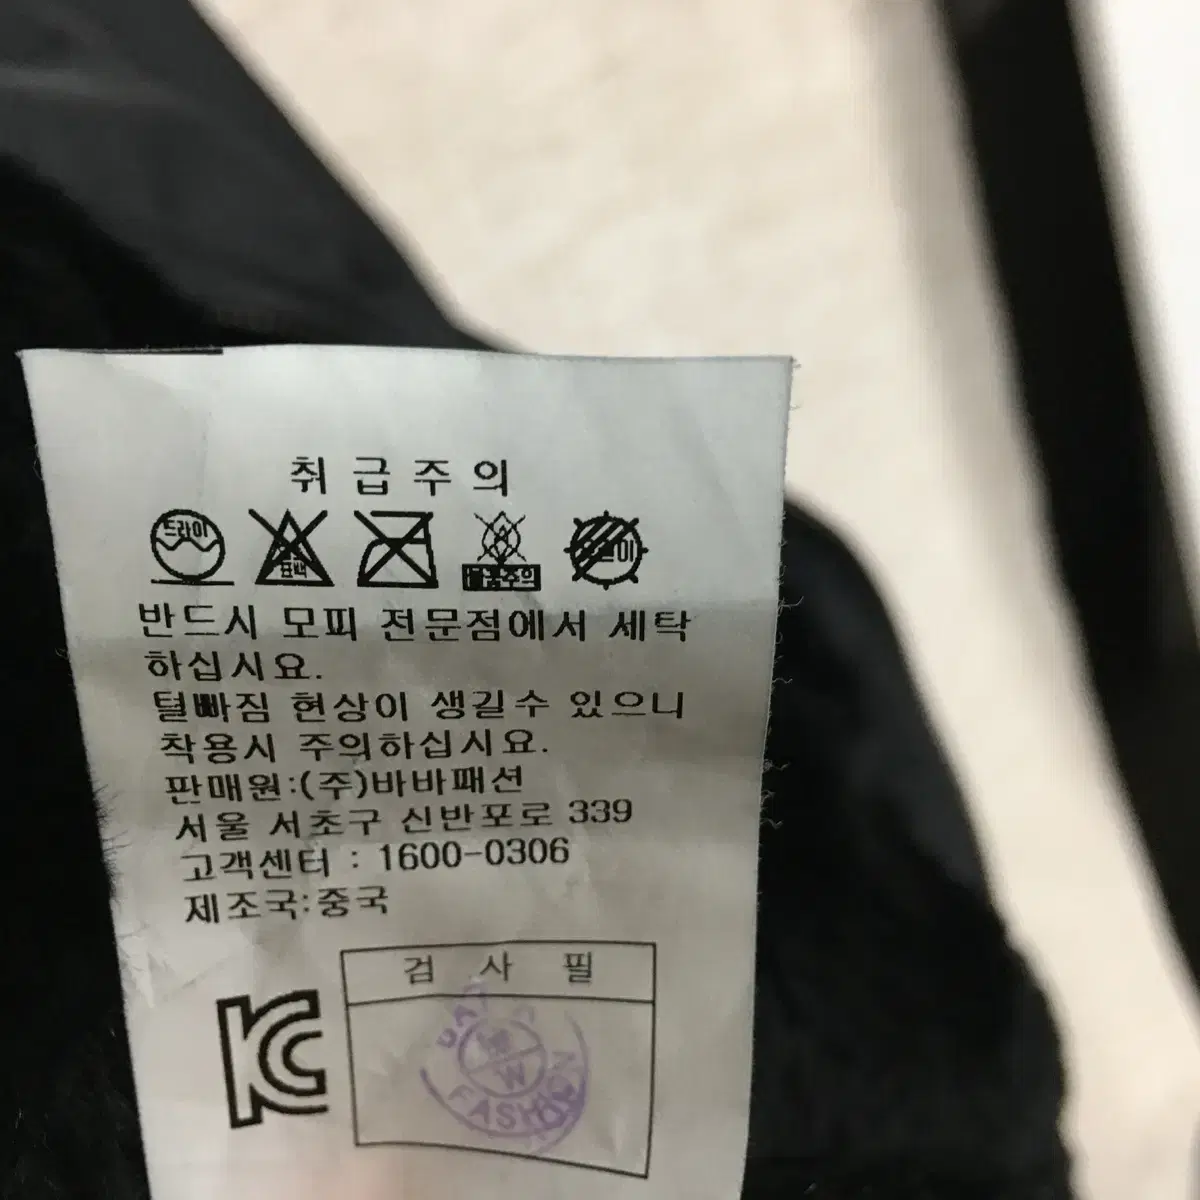 취급주의
드라이
표백
불꽃주의
반드시 모피 전문점에서 세탁
하십시요.
털빠짐 현상이 생길수 있으니
착용시 주의하십시요.
판매원:(주)바바패션
서울 서초구 신반포로 339
고객센터 : 1600-0306
제조국:중국
검 사 필
KC
W
FASHION